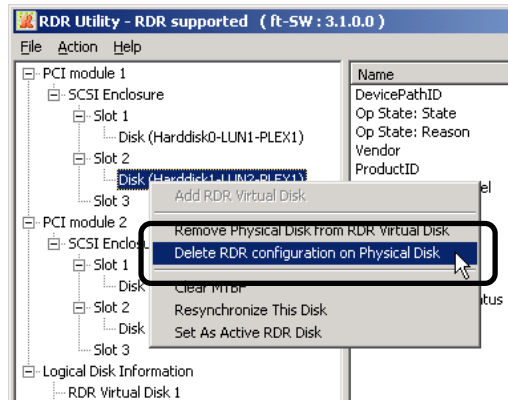 RDR Utility - RDR supported ( ft-SW : 3.1.0.0 )
File Action Help
PCI module 1
SCSI Enclosure
Slot 1
Disk (Harddisk0-LUN1-PLEX1)
Slot 2
Disk (Harddisk1-LUN2-PLEX1)
Slot 3
PCI module 2
SCSI Enclosu
Slot 1
Disk
Slot 2
Disk
Slot 3
Logical Disk Information
RDR Virtual Disk 1
Name
DevicePathID
Op State: State
Op State: Reason
Vendor
ProductID
el
tus
Add RDR Virtual Disk
Remove Physical Disk from RDR Virtual Disk
Delete RDR configuration on Physical Disk
Clear MTBF
Resynchronize This Disk
Set As Active RDR Disk